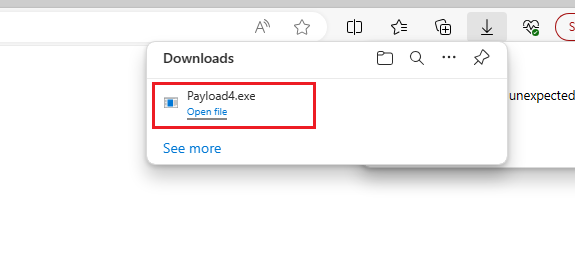 Downloads
Payload4.exe
Open file
unexpected
See more